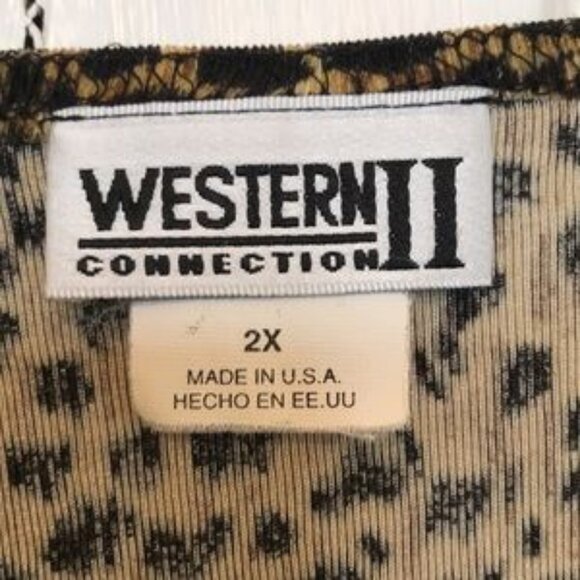 WESTERN II
CONNECTION
2X
MADE IN U.S.A.
HECHO EN EE.UU